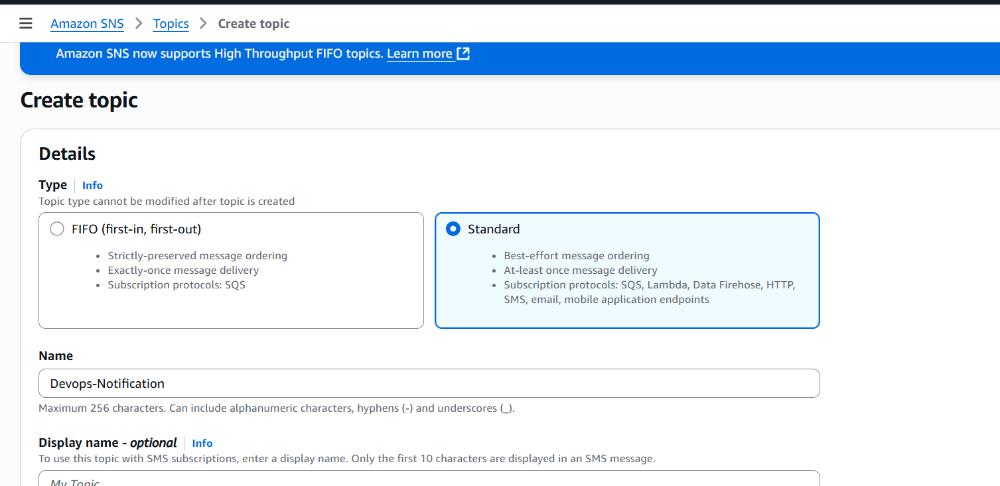 Amazon SNS > Topics > Create topic
Amazon SNS now supports High Throughput FIFO topics. Learn more
Create topic
Details
Type Info
Topic type cannot be modified after topic is created
FIFO (first-in, first-out)
• Strictly-preserved message ordering
• Exactly-once message delivery
• Subscription protocols: SQS
Standard
• Best-effort message ordering
• At-least once message delivery
• Subscription protocols: SQS, Lambda, Data Firehose, HTTP,
SMS, email, mobile application endpoints
Name
Devops-Notification
Maximum 256 characters. Can include alphanumeric characters, hyphens (-) and underscores (_).
Display name - optional Info
To use this topic with SMS subscriptions, enter a display name. Only the first 10 characters are displayed in an SMS message.
My Topic